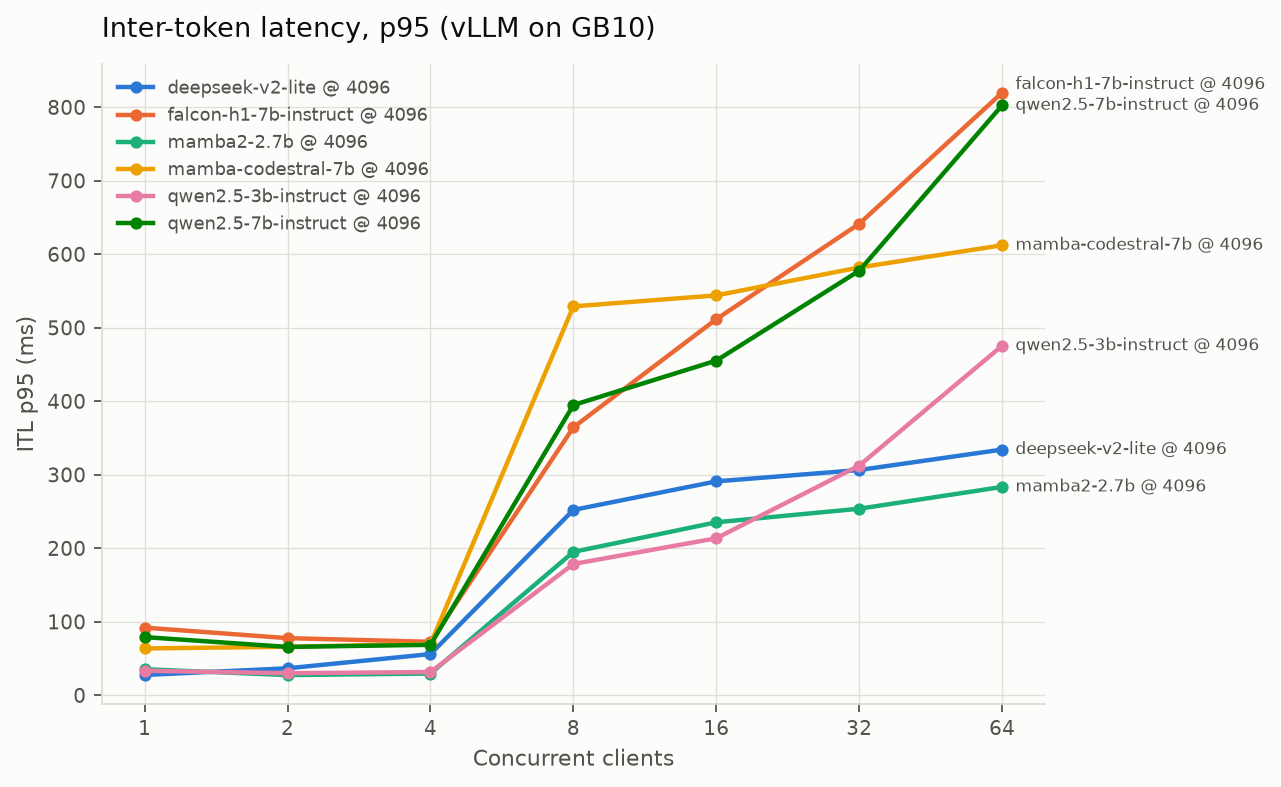 Inter-token latency, p95 (vLLM on GB10)
deepseek-v2-lite @ 4096
falcon-h1-7b-instruct @ 4096
mamba2-2.7b @ 4096
mamba-codestral-7b @ 4096
qwen2.5-3b-instruct @ 4096
qwen2.5-7b-instruct @ 4096
falcon-h1-7b-instruct @ 4096
qwen2.5-7b-instruct @ 4096
mamba-codestral-7b @ 4096
qwen2.5-3b-instruct @ 4096
deepseek-v2-lite @ 4096
mamba2-2.7b @ 4096
ITL p95 (ms)
800
700
600
500
400
300
200
100
0
1 2 4 8 16 32 64
Concurrent clients